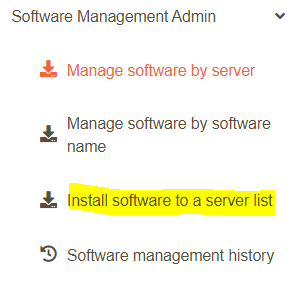 Software Management Admin
Manage software by server
Manage software by software
name
Install software to a server list
Software management history